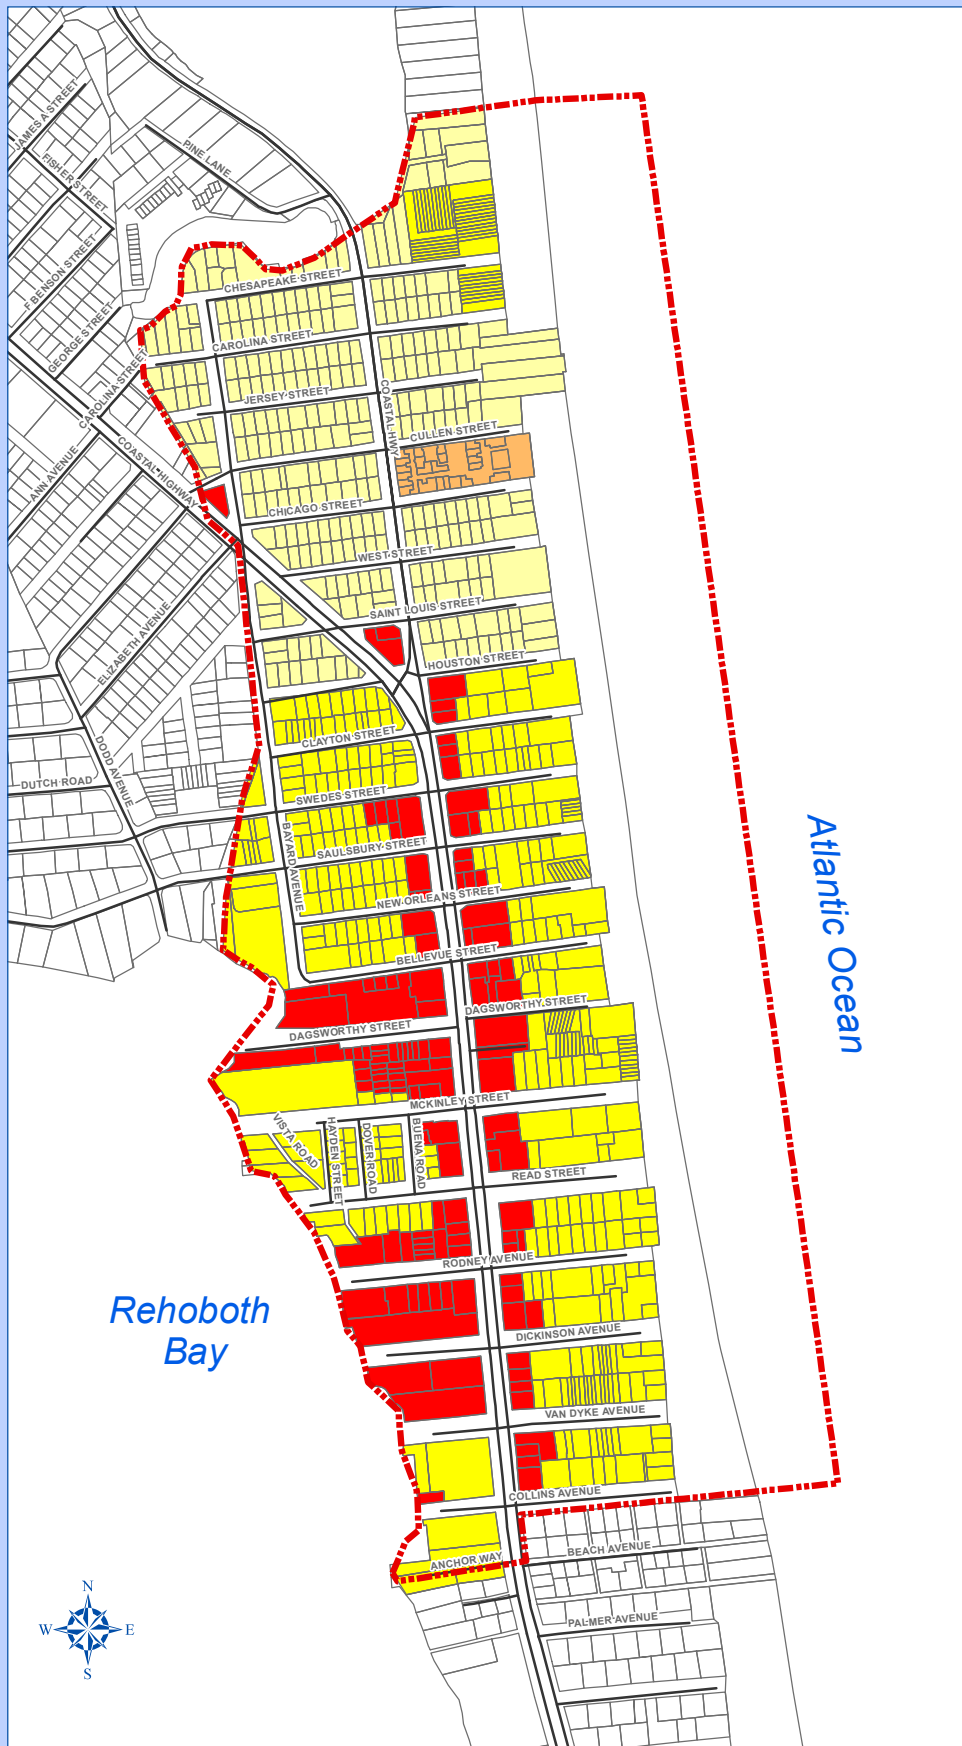 JAMES A STREET
FISHER STREET
PINE LANE
F BENSON STREET
GEORGE STREET
CAROLINA STREET
CHESAPEAKE STREET
CAROLINA STREET
JERSEY STREET
COASTAL HWY
CULLEN STREET
ANN AVENUE
COASTAL HIGHWAY
CHICAGO STREET
WEST STREET
SAINT LOUIS STREET
ELIZABETH AVENUE
HOUSTON STREET
CLAYTON STREET
DODD AVENUE
DUTCH ROAD
SWEDES STREET
BAYARD AVENUE
SAULSBURY STREET
NEW ORLEANS STREET
BELLEVUE STREET
DAGSWORTHY STREET
DAGSWORTHY STREET
Atlantic Ocean
MCKINLEY STREET
VISTA ROAD
HAYDEN STREET
DOVER ROAD
BUENA ROAD
READ STREET
RODNEY AVENUE
Rehoboth
Bay
DICKINSON AVENUE
VAN DYKE AVENUE
COLLINS AVENUE
BEACH AVENUE
ANCHOR WAY
PALMER AVENUE
N
W E
S